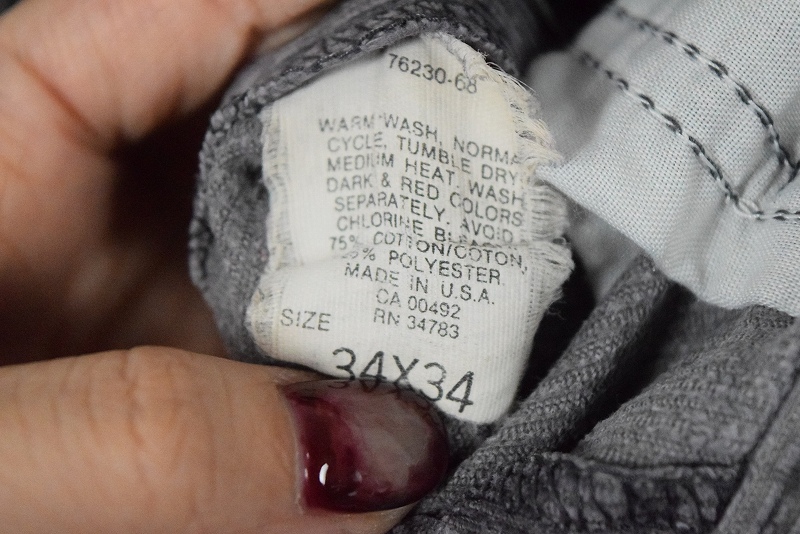 76230-68
WARM WASH, NORMA
CYCLE, TUMBLE DRY
MEDIUM HEAT. WASH
DARK & RED COLORS
SEPARATELY. AVOID
CHLORINE
75% COTTON/COTON,
% POLYESTER
MADE IN U.S.A.
CA 00492
RN 34783
SIZE
34X34